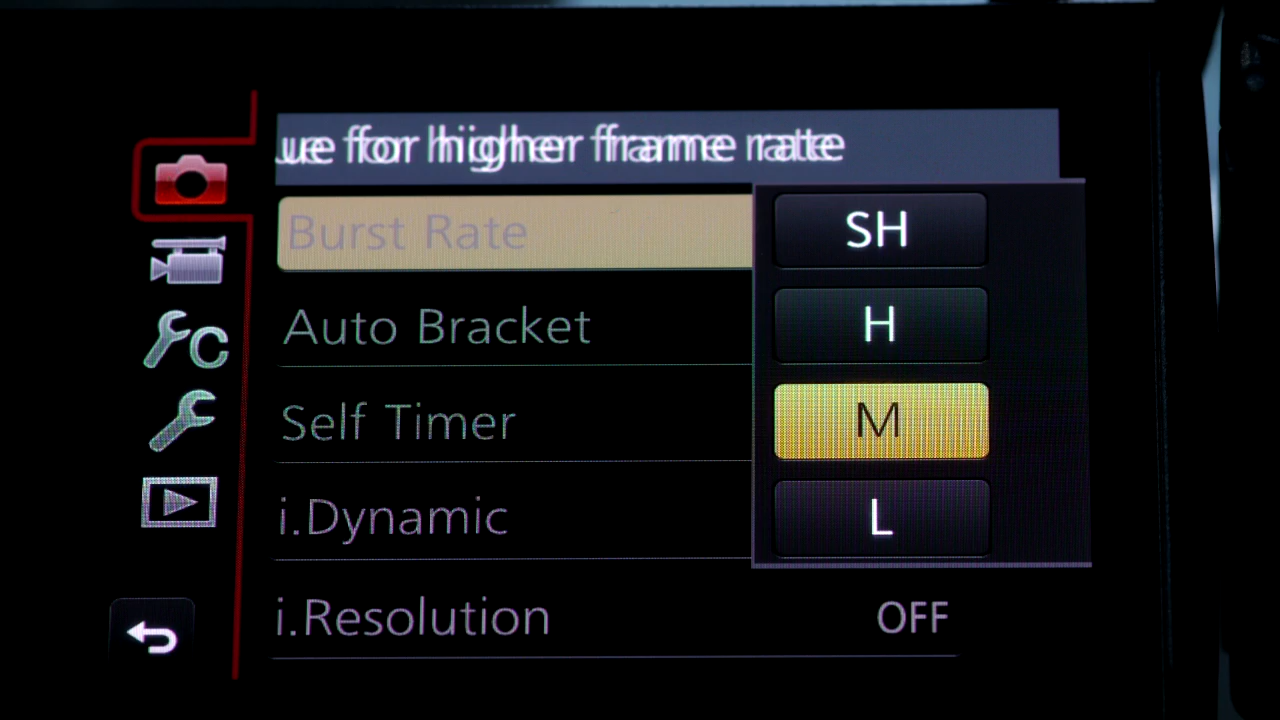 ue for higher frame rate
Burst Rate
SH
Auto Bracket
H
Self Timer
M
i.Dynamic
L
i.Resolution OFF